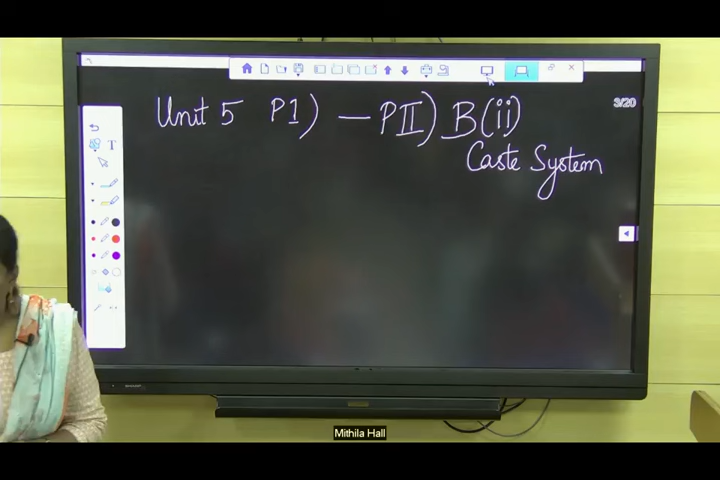 Unit 5 P1) — PII) B(ii)
Caste System
3/20
T
Mithila Hall